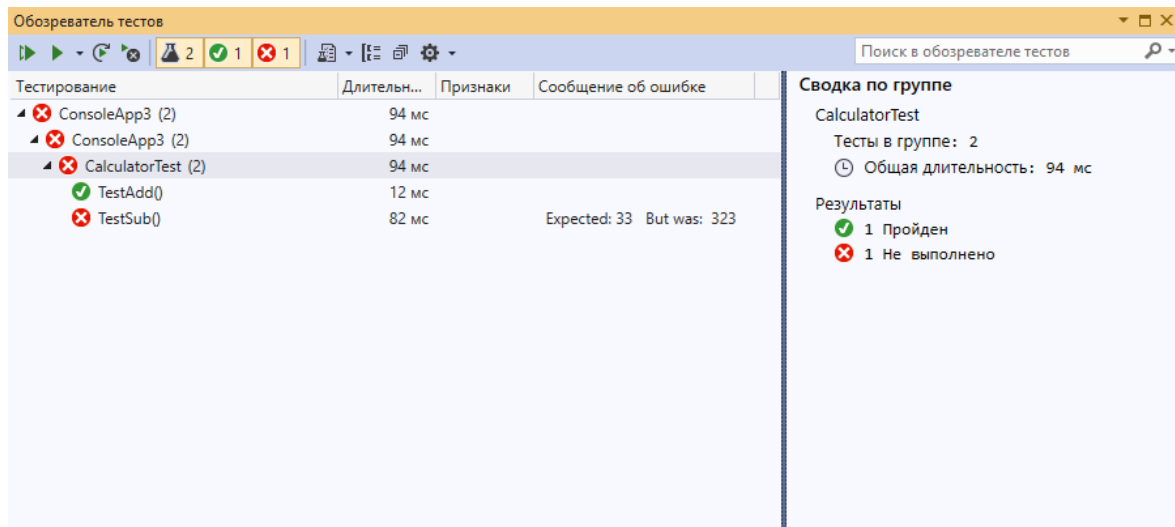 Обозреватель тестов
2 1 1
Поиск в обозревателе тестов
Тестирование Длительн... Признаки Сообщение об ошибке
ConsoleApp3 (2) 94 мс
ConsoleApp3 (2) 94 мс
CalculatorTest (2) 94 мс
TestAdd() 12 мс
TestSub() 82 мс Expected: 33 But was: 323
Сводка по группе
CalculatorTest
Тесты в группе: 2
Общая длительность: 94 мс
Результаты
1 Пройден
1 Не выполнено